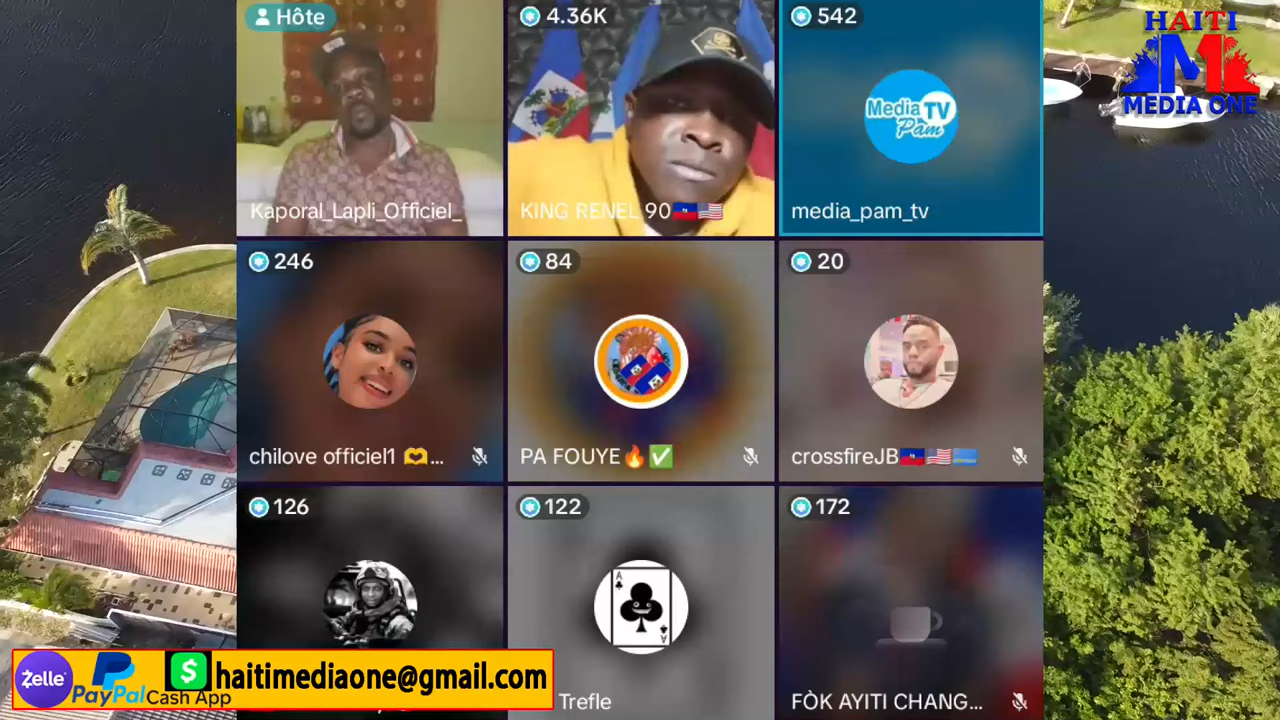 Hôte
4.36K
542
HAITI
M
MEDIA ONE
Media TV
Pam
Kaporal_Lapli_Officiel_
KING RENEL 90
media_pam_tv
246
84
20
chilove officiel1 🫶...
PA FOUYE🔥✅
crossfireJB
126
122
172
A
A
Zelle
PayPal
$
Cash App
haitimediaone@gmail.com
Trefle
FÒK AYITI CHANG...